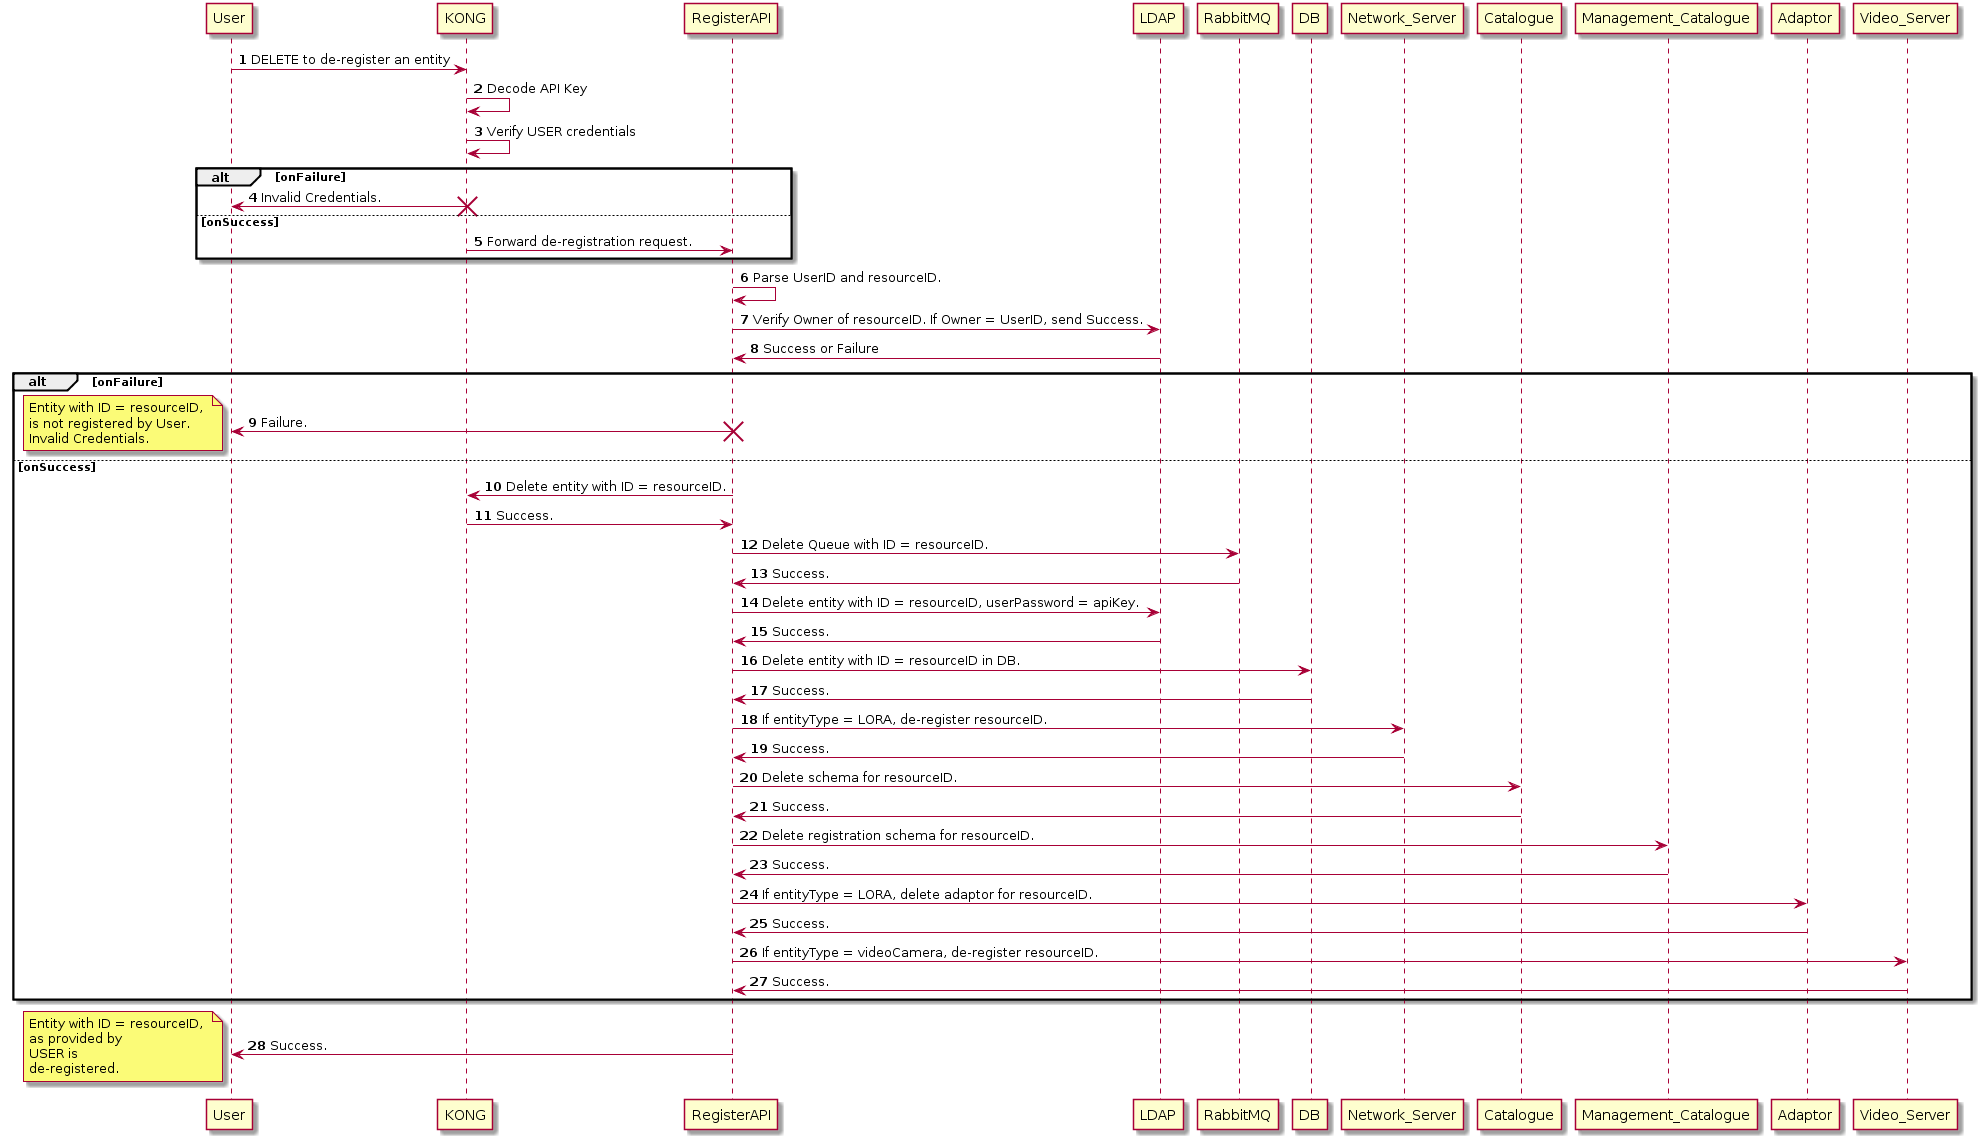 User KONG RegisterAPI LDAP RabbitMQ DB Network_Server Catalogue Management_Catalogue Adaptor Video_Server
1 DELETE to de-register an entity
2 Decode API Key
3 Verify USER credentials
alt [onFailure]
4 Invalid Credentials.
[onSuccess]
5 Forward de-registration request.
6 Parse UserID and resourceID.
7 Verify Owner of resourceID. If Owner = UserID, send Success.
8 Success or Failure
alt [onFailure]
Entity with ID = resourceID,
is not registered by User.
Invalid Credentials.
9 Failure.
[onSuccess]
10 Delete entity with ID = resourceID.
11 Success.
12 Delete Queue with ID = resourceID.
13 Success.
14 Delete entity with ID = resourceID, userPassword = apiKey.
15 Success.
16 Delete entity with ID = resourceID in DB.
17 Success.
18 If entityType = LORA, de-register resourceID.
19 Success.
20 Delete schema for resourceID.
21 Success.
22 Delete registration schema for resourceID.
23 Success.
24 If entityType = LORA, delete adaptor for resourceID.
25 Success.
26 If entityType = videoCamera, de-register resourceID.
27 Success.
Entity with ID = resourceID,
as provided by
USER is
de-registered.
28 Success.
User KONG RegisterAPI LDAP RabbitMQ DB Network_Server Catalogue Management_Catalogue Adaptor Video_Server